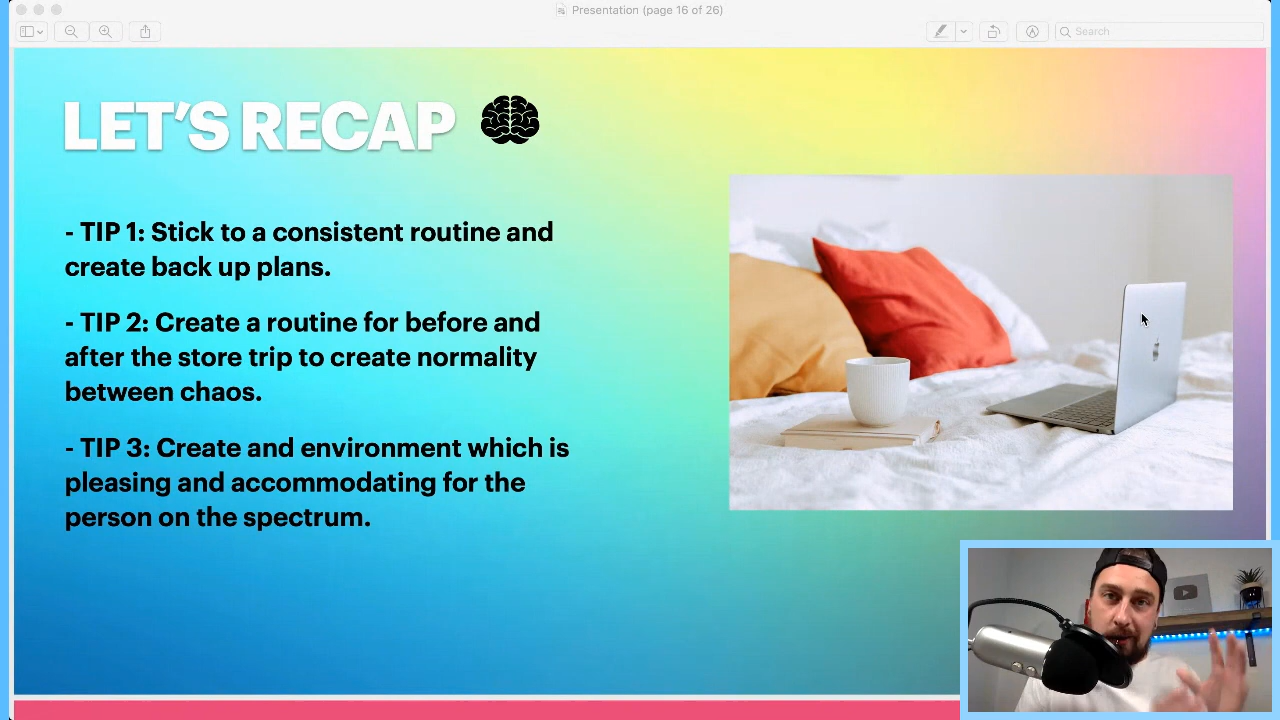 Presentation (page 16 of 26)
Search
LET'S RECAP
- TIP 1: Stick to a consistent routine and
create back up plans.
- TIP 2: Create a routine for before and
after the store trip to create normality
between chaos.
- TIP 3: Create and environment which is
pleasing and accommodating for the
person on the spectrum.